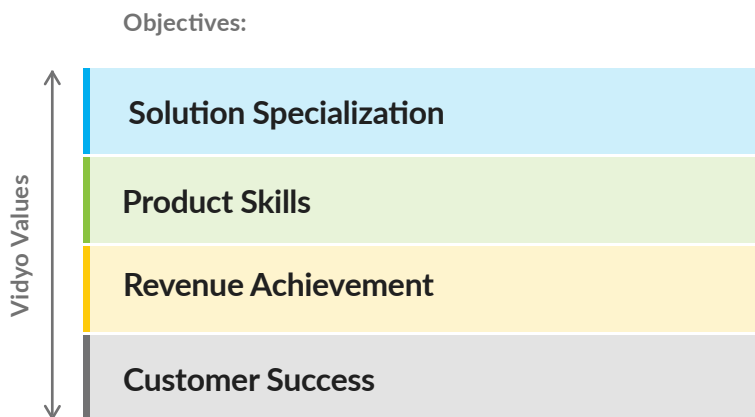 Objectives:
Solution Specialization
Product Skills
Revenue Achievement
Customer Success
Vidyo Values